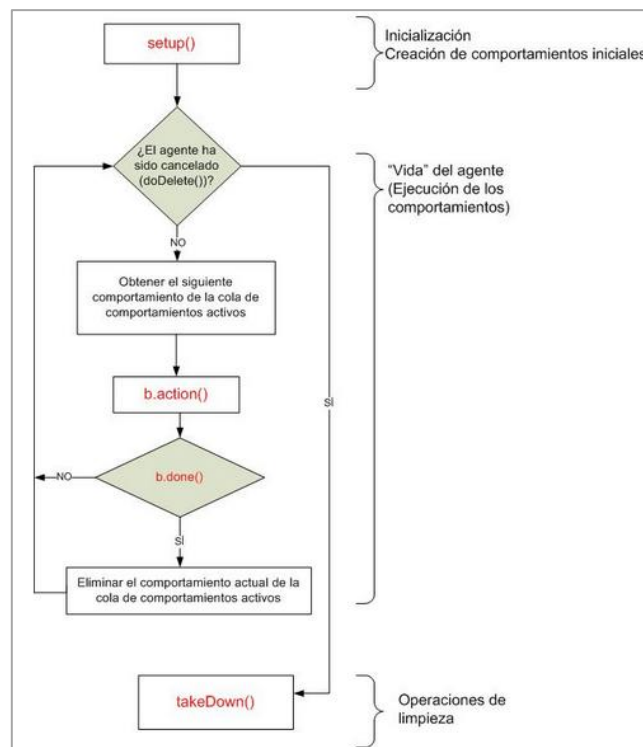 setup()
Inicialización
Creación de comportamientos iniciales
¿El agente ha
sido cancelado
(doDelete())?
"Vida" del agente
(Ejecución de los
comportamientos)
NO
Obtener el siguiente
comportamiento de la cola de
comportamientos activos
b.action()
SÍ
b.done()
NO
SÍ
Eliminar el comportamiento actual de la
cola de comportamientos activos
takeDown()
Operaciones de
limpieza